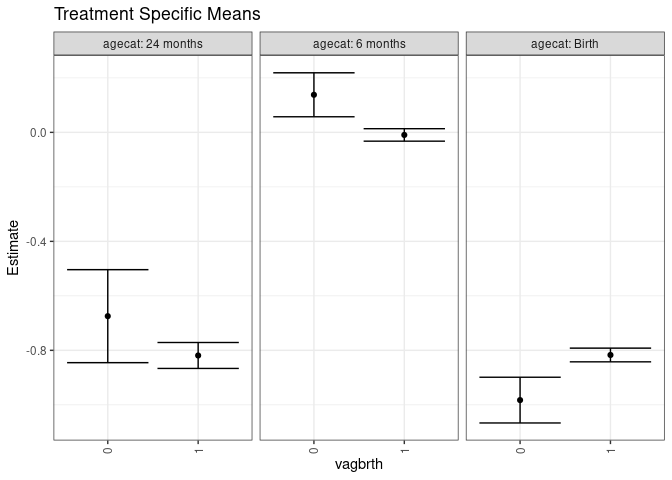 Treatment Specific Means
agecat: 24 months
agecat: 6 months
agecat: Birth
Estimate
0.0
-0.4
-0.8
0
1
0
1
0
1
vagbrth